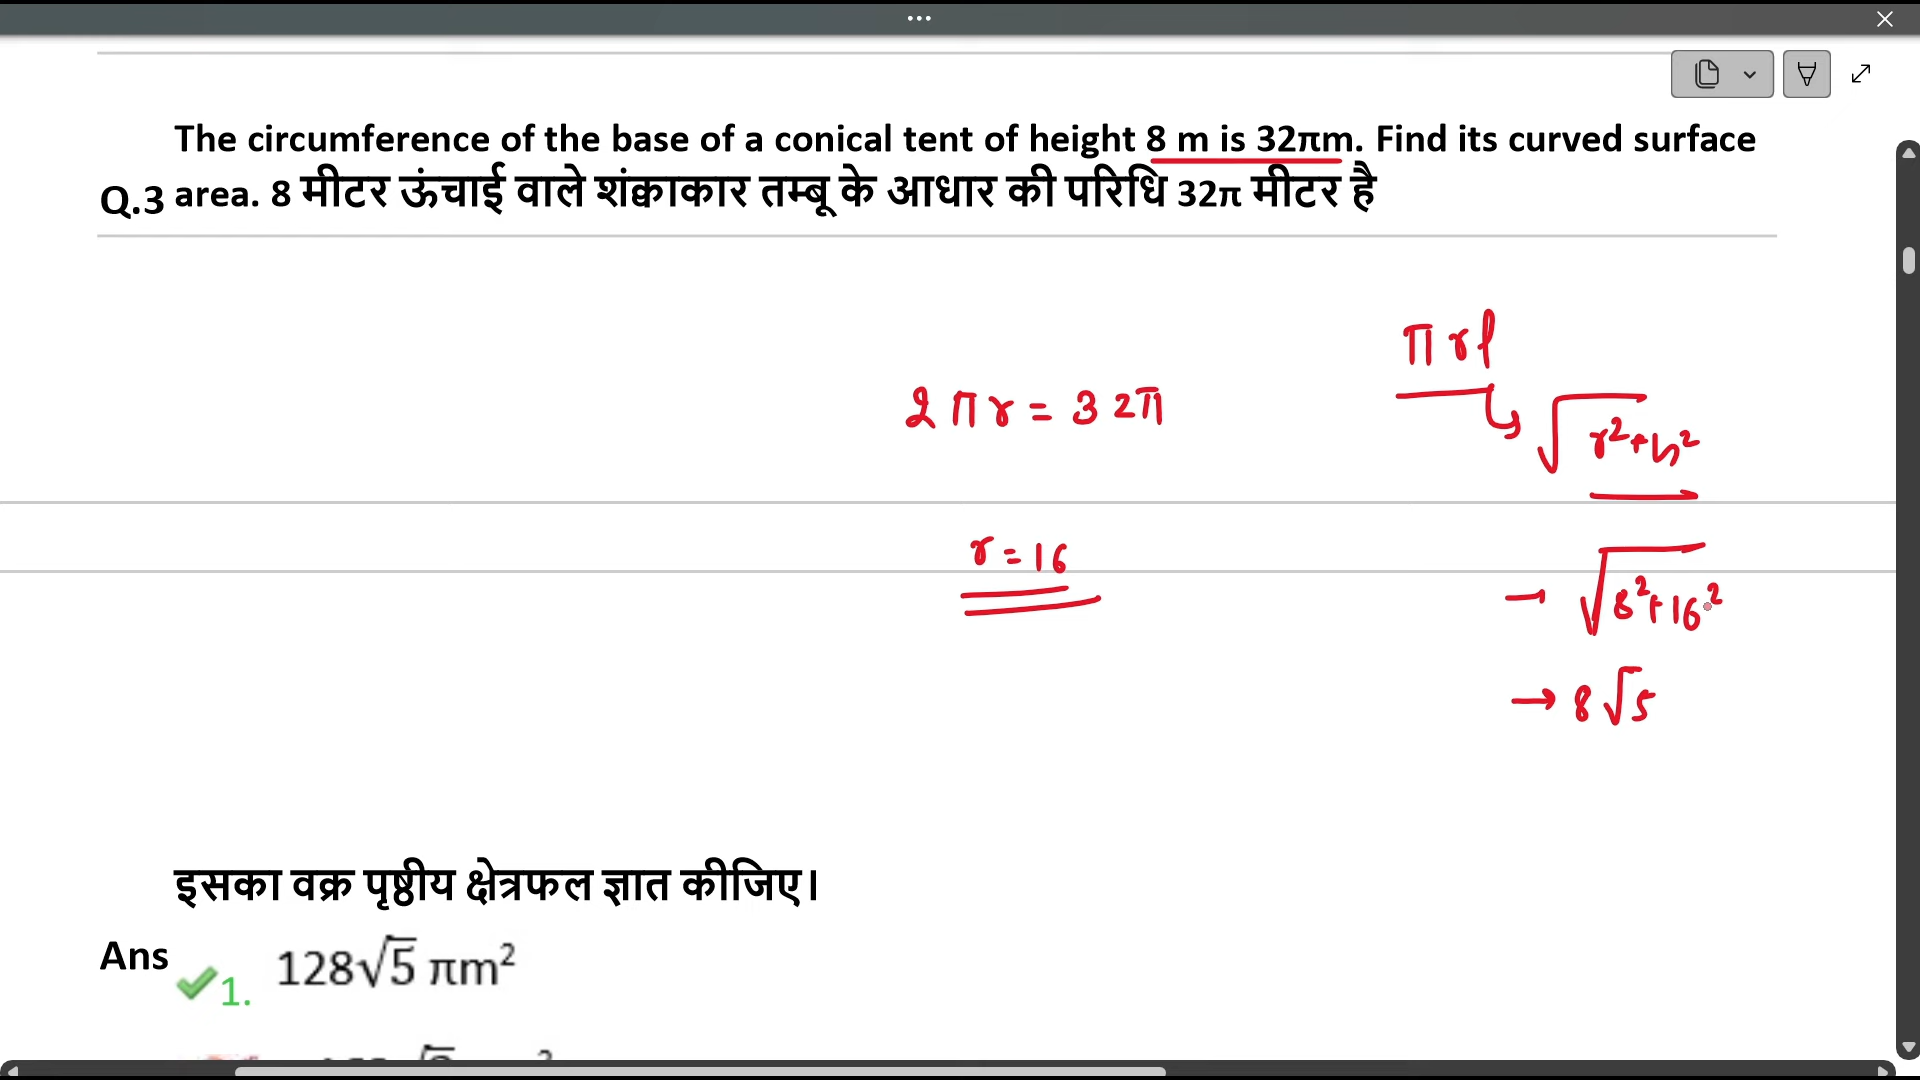 The circumference of the base of a conical tent of height 8 m is 32πm. Find its curved surface
Q.3 area. 8 मीटर ऊंचाई वाले शंक्वाकार तम्बू के आधार की परिधि 32π मीटर है
πrl
2πr = 32π
√r²+h²
r = 16
→ √8²+16²
→ 8√5
इसका वक्र पृष्ठीय क्षेत्रफल ज्ञात कीजिए।
Ans 1. 128√5 πm²